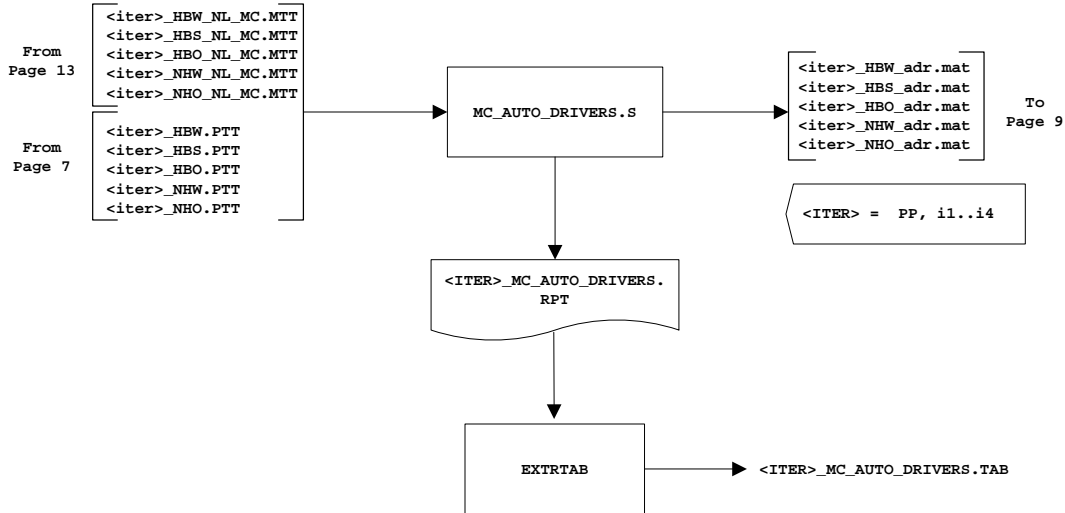 From
Page 13
<iter>_HBW_NL_MC.MTT
<iter>_HBS_NL_MC.MTT
<iter>_HBO_NL_MC.MTT
<iter>_NHW_NL_MC.MTT
<iter>_NHO_NL_MC.MTT
From
Page 7
<iter>_HBW.PTT
<iter>_HBS.PTT
<iter>_HBO.PTT
<iter>_NHW.PTT
<iter>_NHO.PTT
MC_AUTO_DRIVERS.S
<iter>_HBW_adr.mat
<iter>_HBS_adr.mat
<iter>_HBO_adr.mat
<iter>_NHW_adr.mat
<iter>_NHO_adr.mat
To
Page 9
<ITER> = PP, i1..i4
<ITER>_MC_AUTO_DRIVERS.
RPT
EXTRTAB
<ITER>_MC_AUTO_DRIVERS.TAB